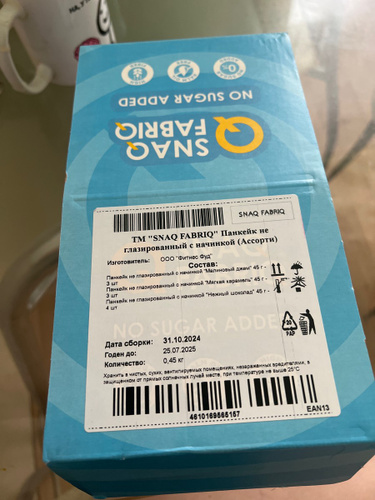 NO SUGAR ADDED
SNAQ
FABRIQ
SNAQ FABRIQ
ТМ "SNAQ FABRIQ" Панкейк не
глазированный с начинкой (Ассорти)
Изготовитель: ООО "Фитнес Фуд"
Состав:
Панкейк не глазированный с начинкой "Малиновый джем" 45 г -
3 шт
Панкейк не глазированный с начинкой "Мягкая карамель" 45 г -
3 шт
Панкейк не глазированный с начинкой "Нежный шоколад" 45 г -
4 шт
20
PAP
NO SUGAR ADDED
Дата сборки: 31.10.2024
Годен до: 25.07.2025
Количество: 0,45 кг
Хранить в чистых, сухих, вентилируемых помещениях, незараженных вредителями, в
защищенном от прямых солнечных лучей месте, при температуре не выше 25°С
4610169665167
EAN13